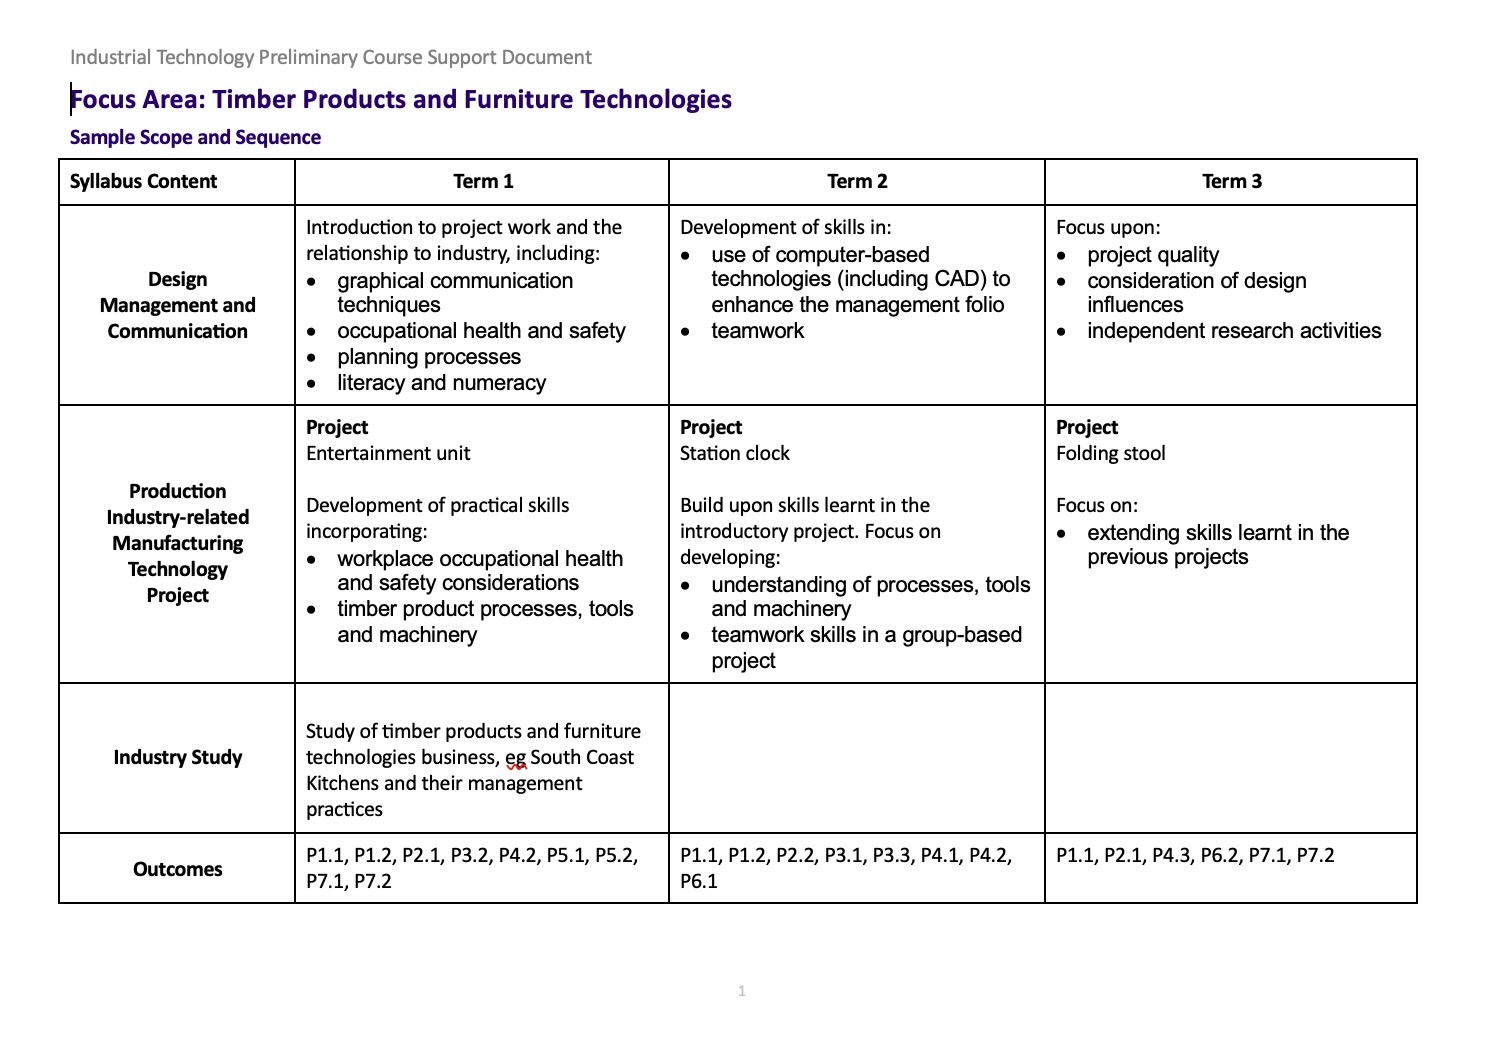 Industrial Technology Preliminary Course Support Document
Focus Area: Timber Products and Furniture Technologies
Sample Scope and Sequence
Syllabus Content
Term 1
Term 2
Term 3
Design
Management and
Communication
Introduction to project work and the
relationship to industry, including:
• graphical communication
techniques
• occupational health and safety
• planning processes
• literacy and numeracy
Development of skills in:
• use of computer-based
technologies (including CAD) to
enhance the management folio
• teamwork
Focus upon:
• project quality
• consideration of design
influences
• independent research activities
Production
Industry-related
Manufacturing
Technology
Project
Project
Entertainment unit
Development of practical skills
incorporating:
• workplace occupational health
and safety considerations
• timber product processes, tools
and machinery
Project
Station clock
Build upon skills learnt in the
introductory project. Focus on
developing:
• understanding of processes, tools
and machinery
• teamwork skills in a group-based
project
Project
Folding stool
Focus on:
• extending skills learnt in the
previous projects
Industry Study
Study of timber products and furniture
technologies business, eg South Coast
Kitchens and their management
practices
Outcomes
P1.1, P1.2, P2.1, P3.2, P4.2, P5.1, P5.2,
P7.1, P7.2
P1.1, P1.2, P2.2, P3.1, P3.3, P4.1, P4.2,
P6.1
P1.1, P2.1, P4.3, P6.2, P7.1, P7.2
1